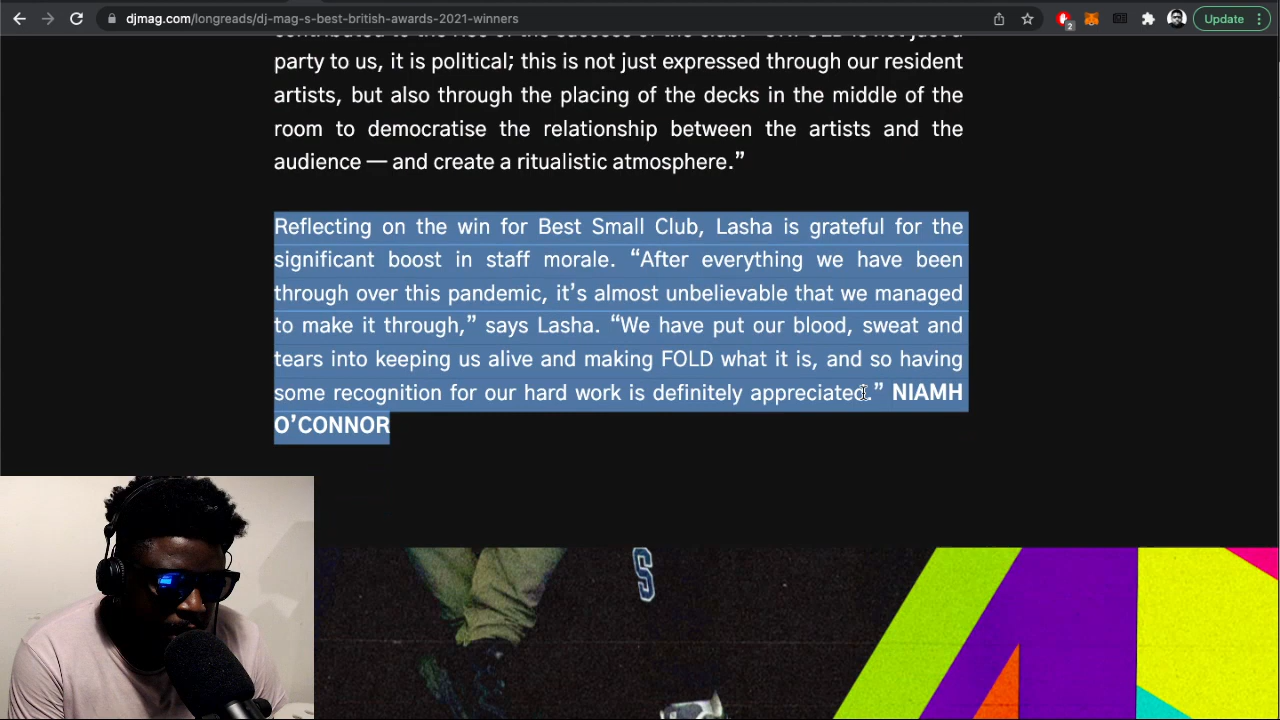 djmag.com/longreads/dj-mag-s-best-british-awards-2021-winners
2
Update
party to us, it is political; this is not just expressed through our resident
artists, but also through the placing of the decks in the middle of the
room to democratise the relationship between the artists and the
audience — and create a ritualistic atmosphere.”
Reflecting on the win for Best Small Club, Lasha is grateful for the
significant boost in staff morale. “After everything we have been
through over this pandemic, it’s almost unbelievable that we managed
to make it through,” says Lasha. “We have put our blood, sweat and
tears into keeping us alive and making FOLD what it is, and so having
some recognition for our hard work is definitely appreciated.” NIAMH
O’CONNOR
S